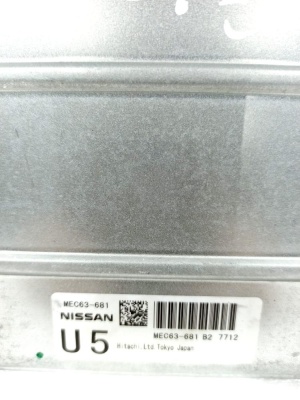 MEC63-681
NISSAN
U5
MEC63-681 B2 7712
Hitachi.Ltd.Tokyo Japan